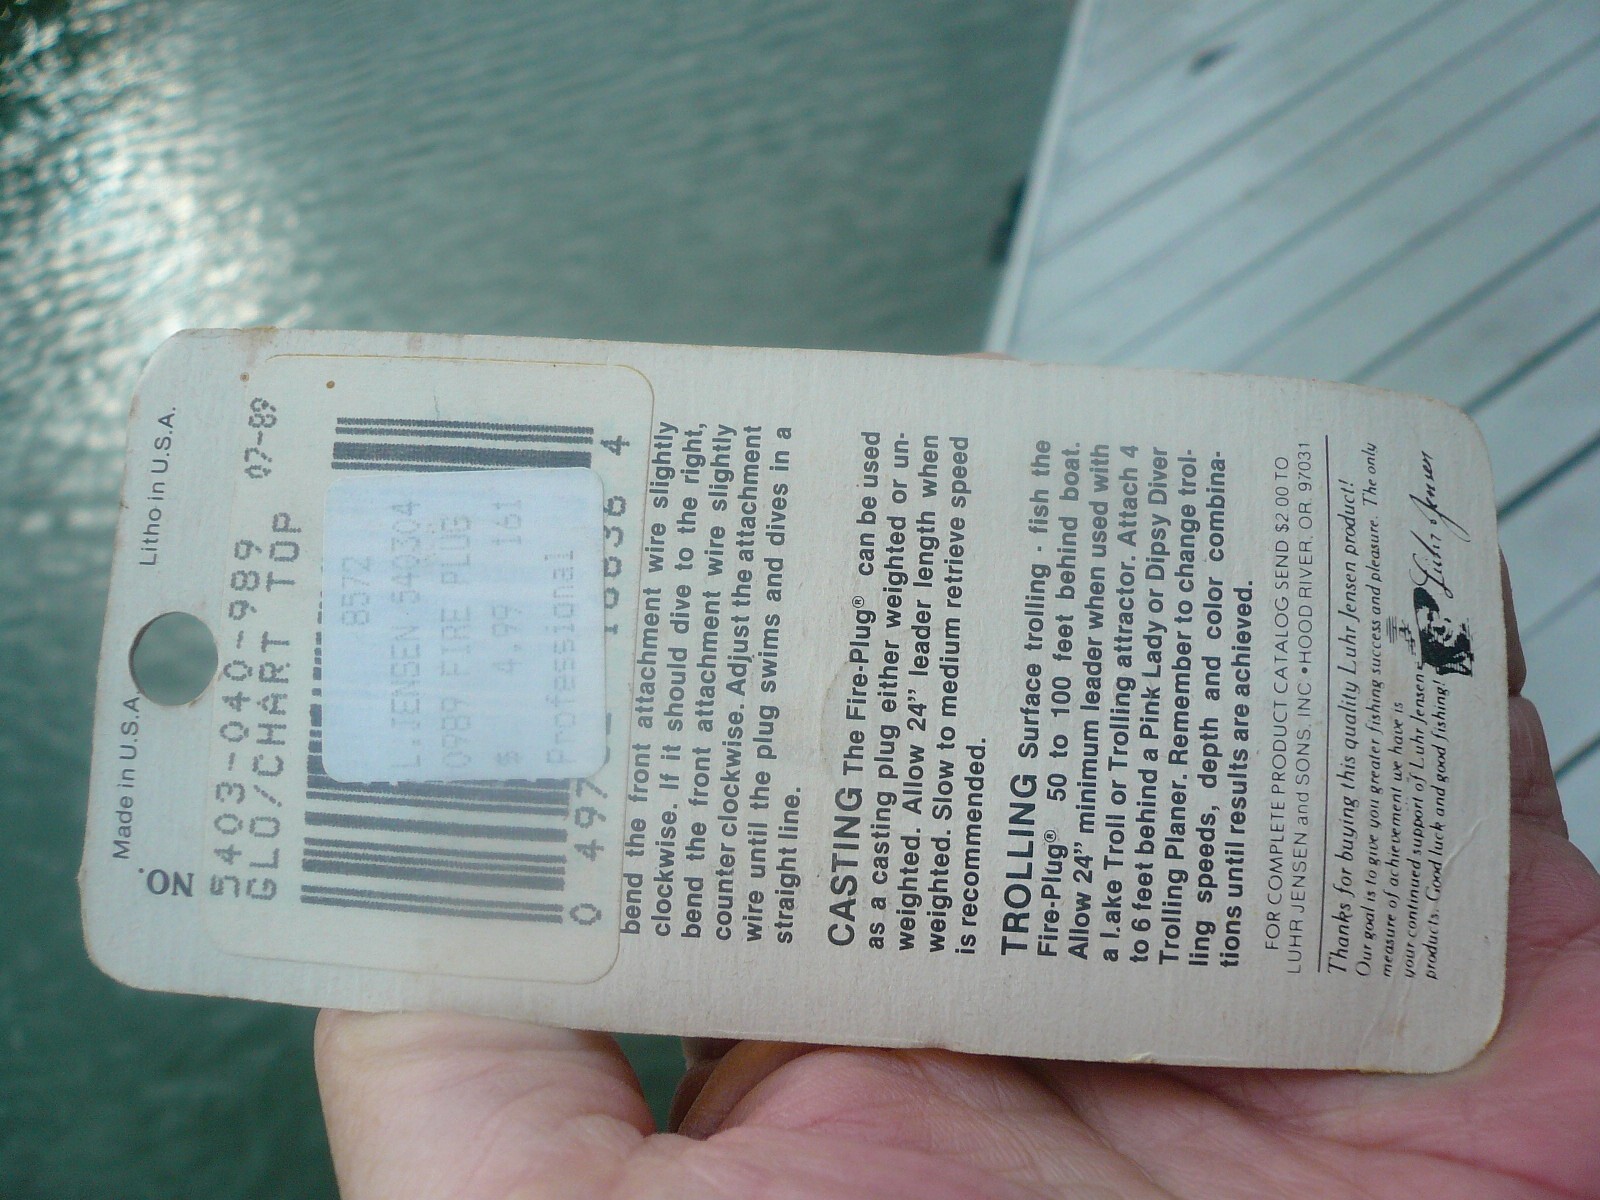 Made in U.S.A.
Litho in U.S.A.
NO.
5403-040-989 07-89
GLO/CHART TOP
8572
L.JENSEN 540304
0989 FIRE PLUG
$ 4.99 161
Professional
0 497 4
bend the front attachment wire slightly
clockwise. If it should dive to the right,
bend the front attachment wire slightly
counter clockwise. Adjust the attachment
wire until the plug swims and dives in a
straight line.
CASTING The Fire-Plug® can be used
as a casting plug either weighted or un-
weighted. Allow 24” leader length when
weighted. Slow to medium retrieve speed
is recommended.
TROLLING Surface trolling - fish the
Fire-Plug® 50 to 100 feet behind boat.
Allow 24” minimum leader when used with
a Lake Troll or Trolling attractor. Attach 4
to 6 feet behind a Pink Lady or Dipsy Diver
Trolling Planer. Remember to change trol-
ling speeds, depth and color combina-
tions until results are achieved.
FOR COMPLETE PRODUCT CATALOG SEND $2.00 TO
LUHR JENSEN and SONS, INC. • HOOD RIVER, OR. 97031
Thanks for buying this quality Luhr Jensen product!
Our goal is to give you greater fishing success and pleasure. The only
measure of achievement we have is
your continued support of Luhr Jensen
products. Good luck and good fishing!
Luhr Jensen